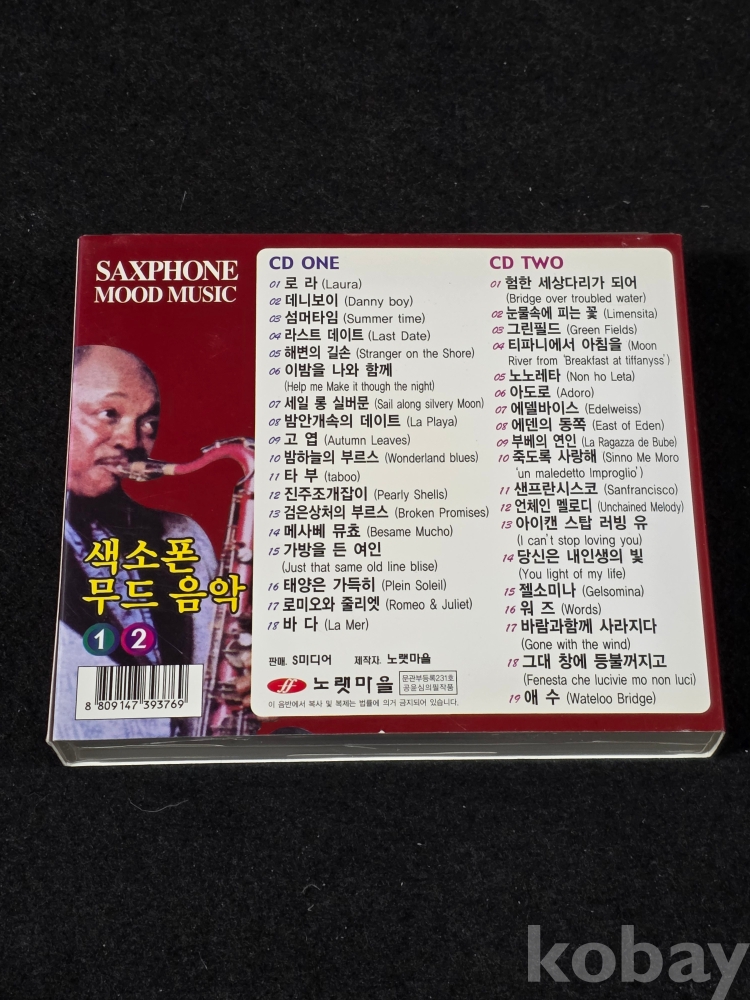 SAXPHONE
MOOD MUSIC
색소폰
무드 음악
1 2
8 809147 393769
CD ONE
01 로 라 (Laura)
02 데니보이 (Danny boy)
03 섬머타임 (Summer time)
04 라스트 데이트 (Last Date)
05 해변의 길손 (Stranger on the Shore)
06 이밤을 나와 함께
(Help me Make it though the night)
07 세일 롱 실버문 (Sail along silvery Moon)
08 밤안개속의 데이트 (La Playa)
09 고 엽 (Autumn Leaves)
10 밤하늘의 부르스 (Wonderland blues)
11 타 부 (taboo)
12 진주조개잡이 (Pearly Shells)
13 검은상처의 부르스 (Broken Promises)
14 메사베 뮤쵸 (Besame Mucho)
15 가방을 든 여인
(Just that same old line blise)
16 태양은 가득히 (Plein Soleil)
17 로미오와 줄리엣 (Romeo & Juliet)
18 바 다 (La Mer)
판매. S미디어 제작자. 노랫마을
ff 노랫마을
문관부등록231호
공윤심의필작품
이 음반에서 복사 및 복제는 법률에 의거 금지되어 있습니다.
CD TWO
01 험한 세상다리가 되어
(Bridge over troubled water)
02 눈물속에 피는 꽃 (Limensita)
03 그린필드 (Green Fields)
04 티파니에서 아침을 (Moon
River from 'Breakfast at tiffanyss')
05 노노레타 (Non ho Leta)
06 아도로 (Adoro)
07 에델바이스 (Edelweiss)
08 에덴의 동쪽 (East of Eden)
09 부베의 연인 (La Ragazza de Bube)
10 죽도록 사랑해 (Sinno Me Moro
'un maledetto Improglio')
11 샌프란시스코 (Sanfrancisco)
12 언체인 멜로디 (Unchained Melody)
13 아이캔 스탑 러빙 유
(I can't stop loving you)
14 당신은 내인생의 빛
(You light of my life)
15 젤소미나 (Gelsomina)
16 워 즈 (Words)
17 바람과함께 사라지다
(Gone with the wind)
18 그대 창에 등불꺼지고
(Fenesta che lucivie mo non luci)
19 애 수 (Wateloo Bridge)
kobay